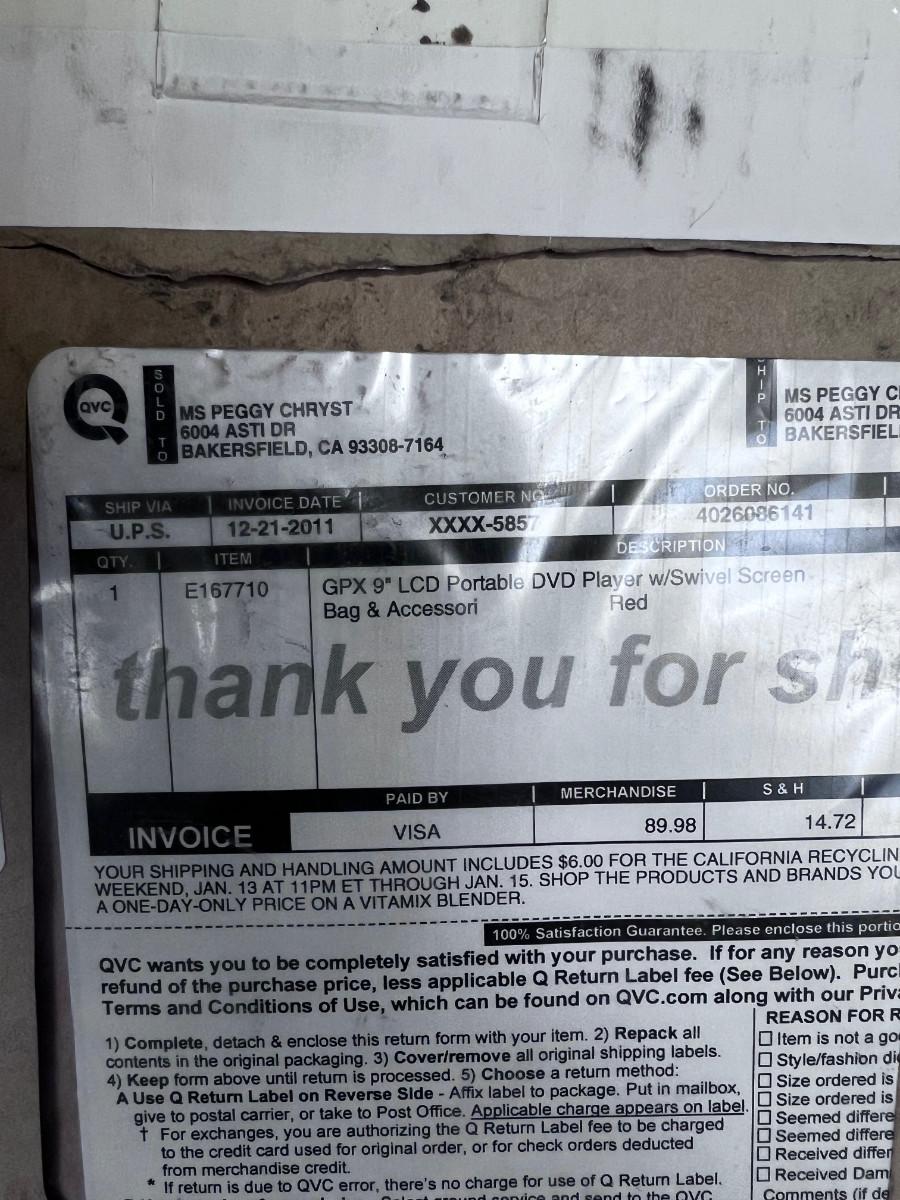 QVC
SOLD TO
MS PEGGY CHRYST
6004 ASTI DR
BAKERSFIELD, CA 93308-7164
HIP TO
MS PEGGY C
6004 ASTI DR
BAKERSFIEL
SHIP VIA INVOICE DATE CUSTOMER NO. ORDER NO.
U.P.S. 12-21-2011 XXXX-5857 4026086141
QTY. ITEM DESCRIPTION
1 E167710 GPX 9" LCD Portable DVD Player w/Swivel Screen
Bag & Accessori Red
thank you for sh
PAID BY MERCHANDISE S & H
INVOICE VISA 89.98 14.72
YOUR SHIPPING AND HANDLING AMOUNT INCLUDES $6.00 FOR THE CALIFORNIA RECYCLIN
WEEKEND, JAN. 13 AT 11PM ET THROUGH JAN. 15. SHOP THE PRODUCTS AND BRANDS YOU
A ONE-DAY-ONLY PRICE ON A VITAMIX BLENDER.
100% Satisfaction Guarantee. Please enclose this portio
QVC wants you to be completely satisfied with your purchase. If for any reason yo
refund of the purchase price, less applicable Q Return Label fee (See Below). Purc
Terms and Conditions of Use, which can be found on QVC.com along with our Priva
1) Complete, detach & enclose this return form with your item. 2) Repack all
contents in the original packaging. 3) Cover/remove all original shipping labels.
4) Keep form above until return is processed. 5) Choose a return method:
A Use Q Return Label on Reverse Side - Affix label to package. Put in mailbox,
give to postal carrier, or take to Post Office. Applicable charge appears on label.
† For exchanges, you are authorizing the Q Return Label fee to be charged
to the credit card used for original order, or for check orders deducted
from merchandise credit.
* If return is due to QVC error, there's no charge for use of Q Return Label.
REASON FOR R
Item is not a go
Style/fashion di
Size ordered is
Size ordered is
Seemed differe
Seemed differe
Received differ
Received Dam
Comments (if de